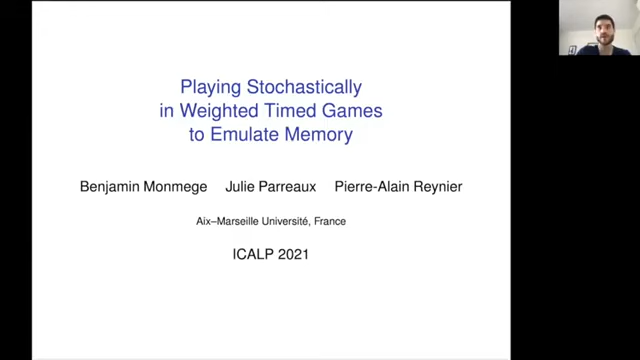 Playing Stochastically
in Weighted Timed Games
to Emulate Memory
Benjamin Monmege Julie Parreaux Pierre-Alain Reynier
Aix–Marseille Université, France
ICALP 2021